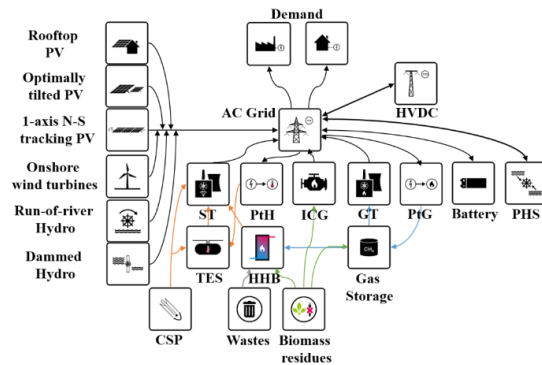 Demand
Rooftop
PV
Optimally
tilted PV
1-axis N-S
tracking PV
Onshore
wind turbines
Run-of-river
Hydro
Dammed
Hydro
AC Grid
HVDC
ST
PtH
ICG
GT
PtG
Battery
PHS
TES
HHB
CH₄
Gas
Storage
CSP
Wastes
Biomass
residues